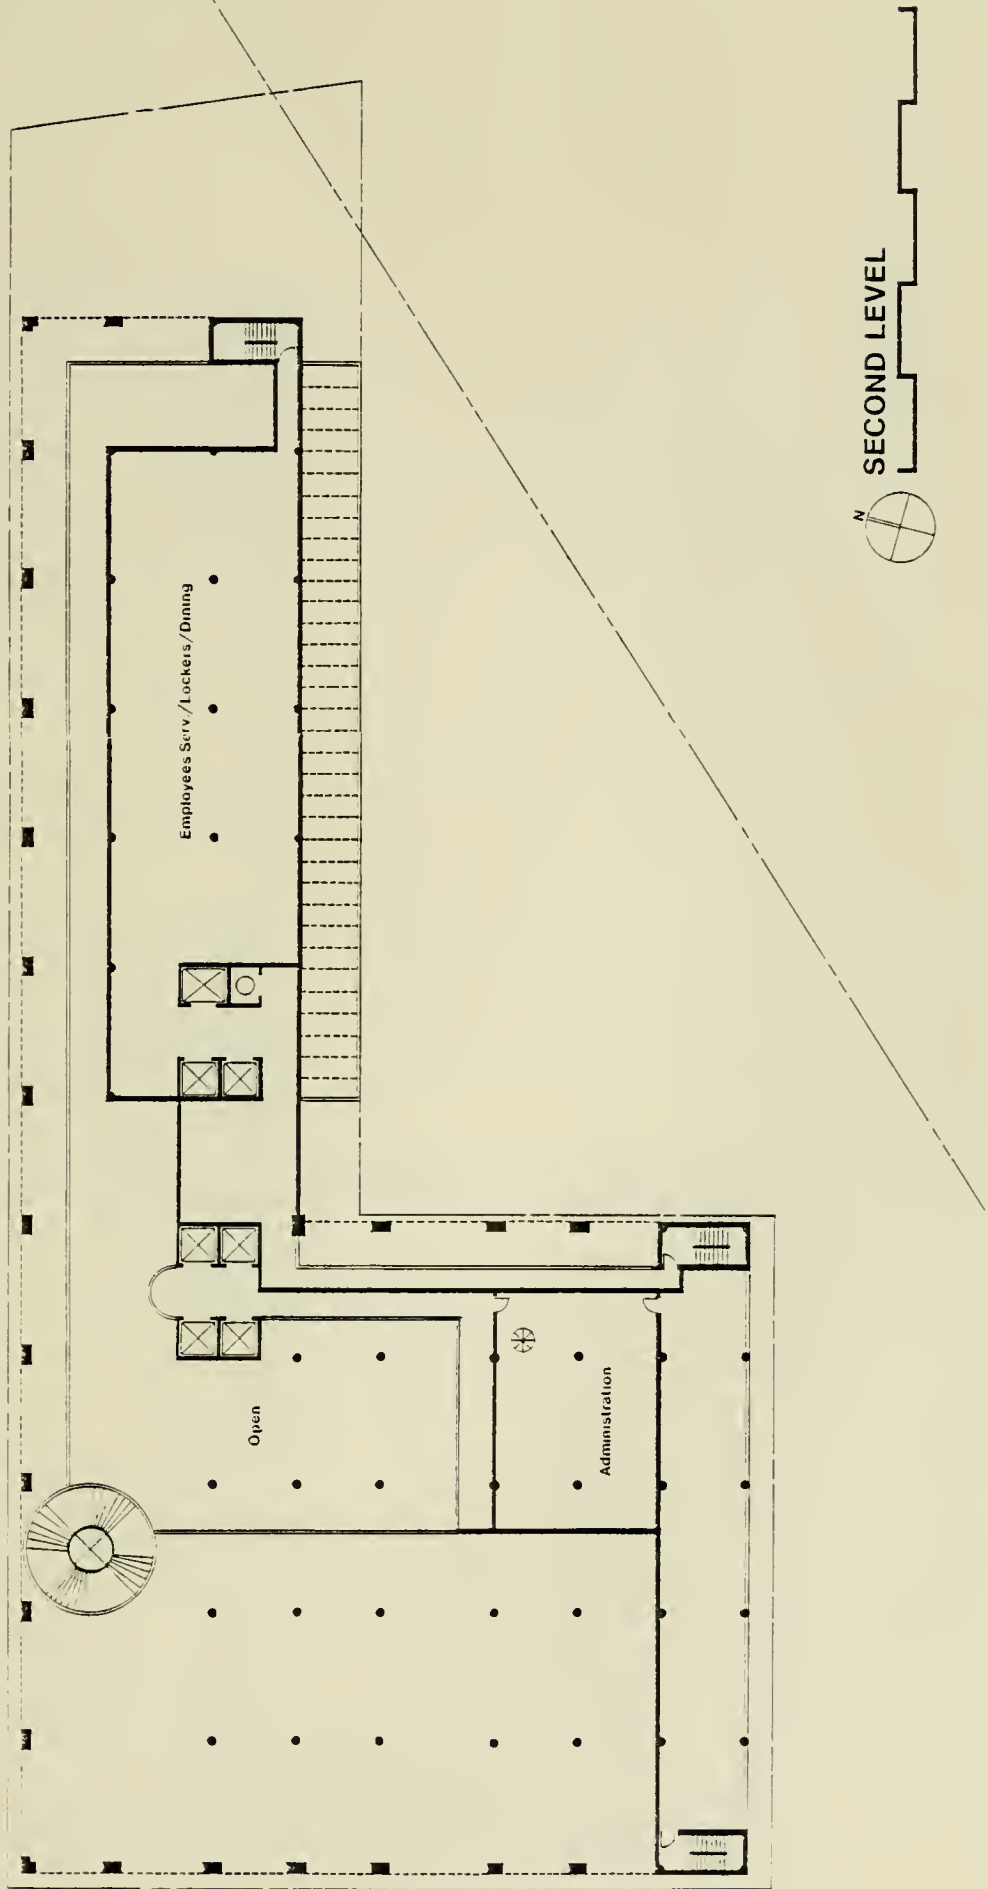 Employees Serv./Lockers/Dining
Open
Administration
N
SECOND LEVEL